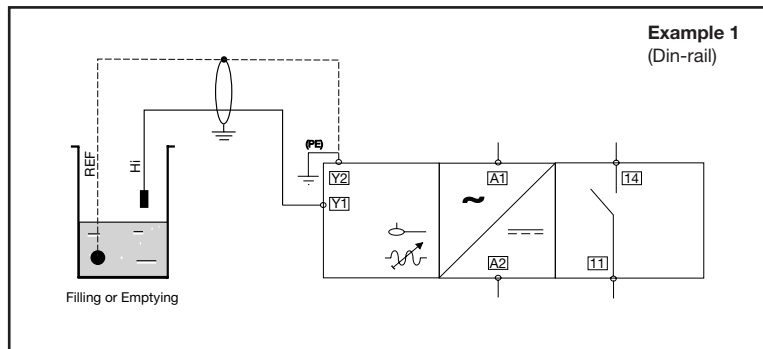 Example 1
(Din-rail)
REF
Hi
(PE)
Y2
Y1
~
A1
A2
14
11
Filling or Emptying